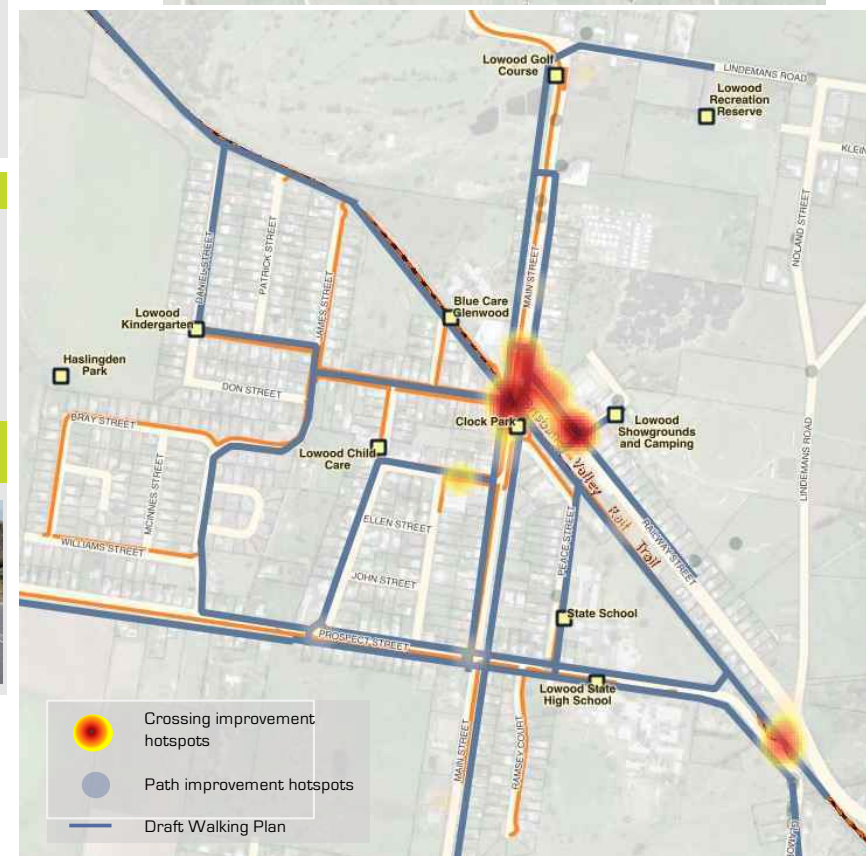 Lowood Golf
Course
LINDEMANS ROAD
Lowood
Recreation
Reserve
KLEIN
NOLAND STREET
DANIEL STREET
PATRICK STREET
JAMES STREET
MAIN STREET
Blue Care
Glenwood
Lowood
Kindergarten
Haslingden
Park
DON STREET
BRAY STREET
MCINNES STREET
WILLIAMS STREET
Lowood Child
Care
Clock Park
Lowood
Showgrounds
and Camping
LINDEMANS ROAD
Valley Rail Trail
RAILWAY STREET
ELLEN STREET
JOHN STREET
PEACE STREET
State School
PROSPECT STREET
Lowood State
High School
MAIN STREET
RAMSEY COURT
Crossing improvement
hotspots
Path improvement hotspots
Draft Walking Plan